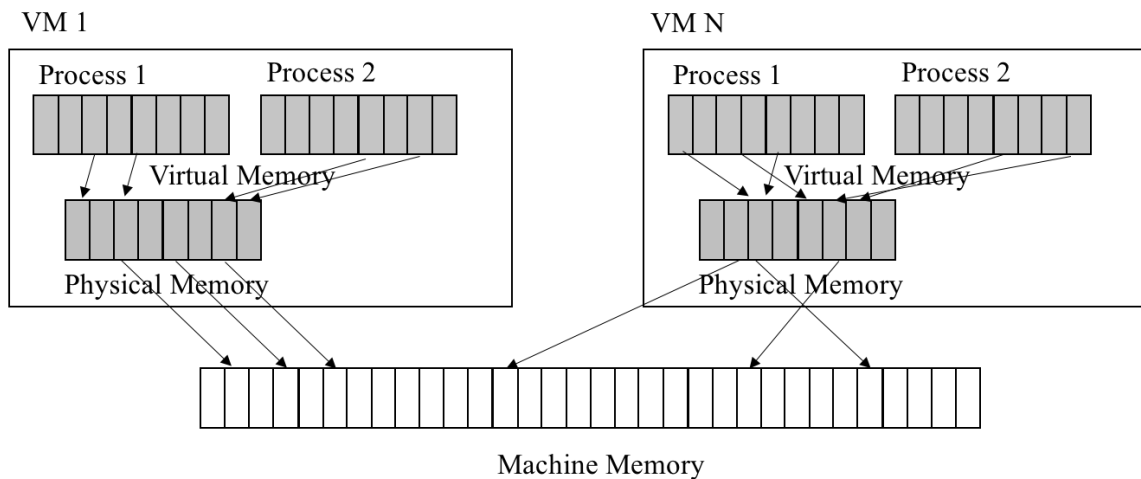 VM 1
VM N
Process 1
Process 2
Process 1
Process 2
Virtual Memory
Virtual Memory
Physical Memory
Physical Memory
Machine Memory